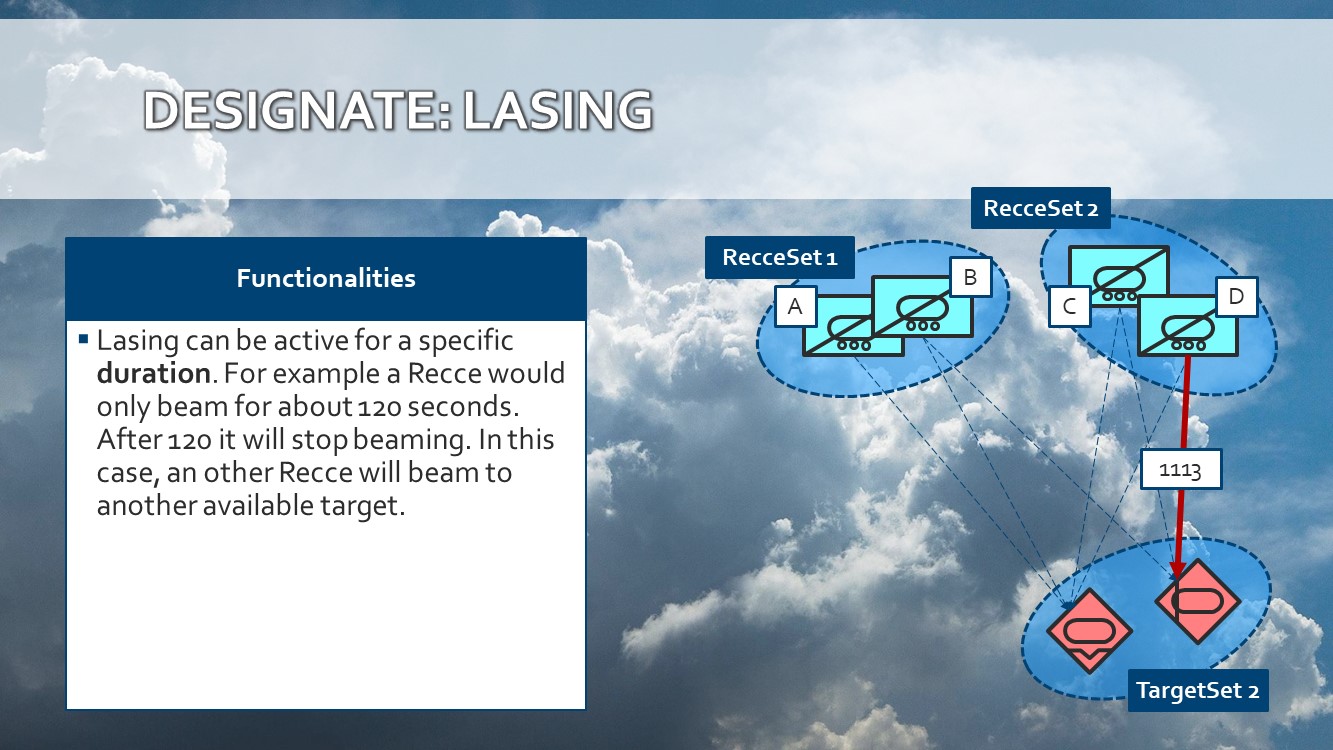 DESIGNATE: LASING
Functionalities
▪ Lasing can be active for a specific
duration. For example a Recce would
only beam for about 120 seconds.
After 120 it will stop beaming. In this
case, an other Recce will beam to
another available target.
RecceSet 1
RecceSet 2
A
B
C
D
1113
TargetSet 2